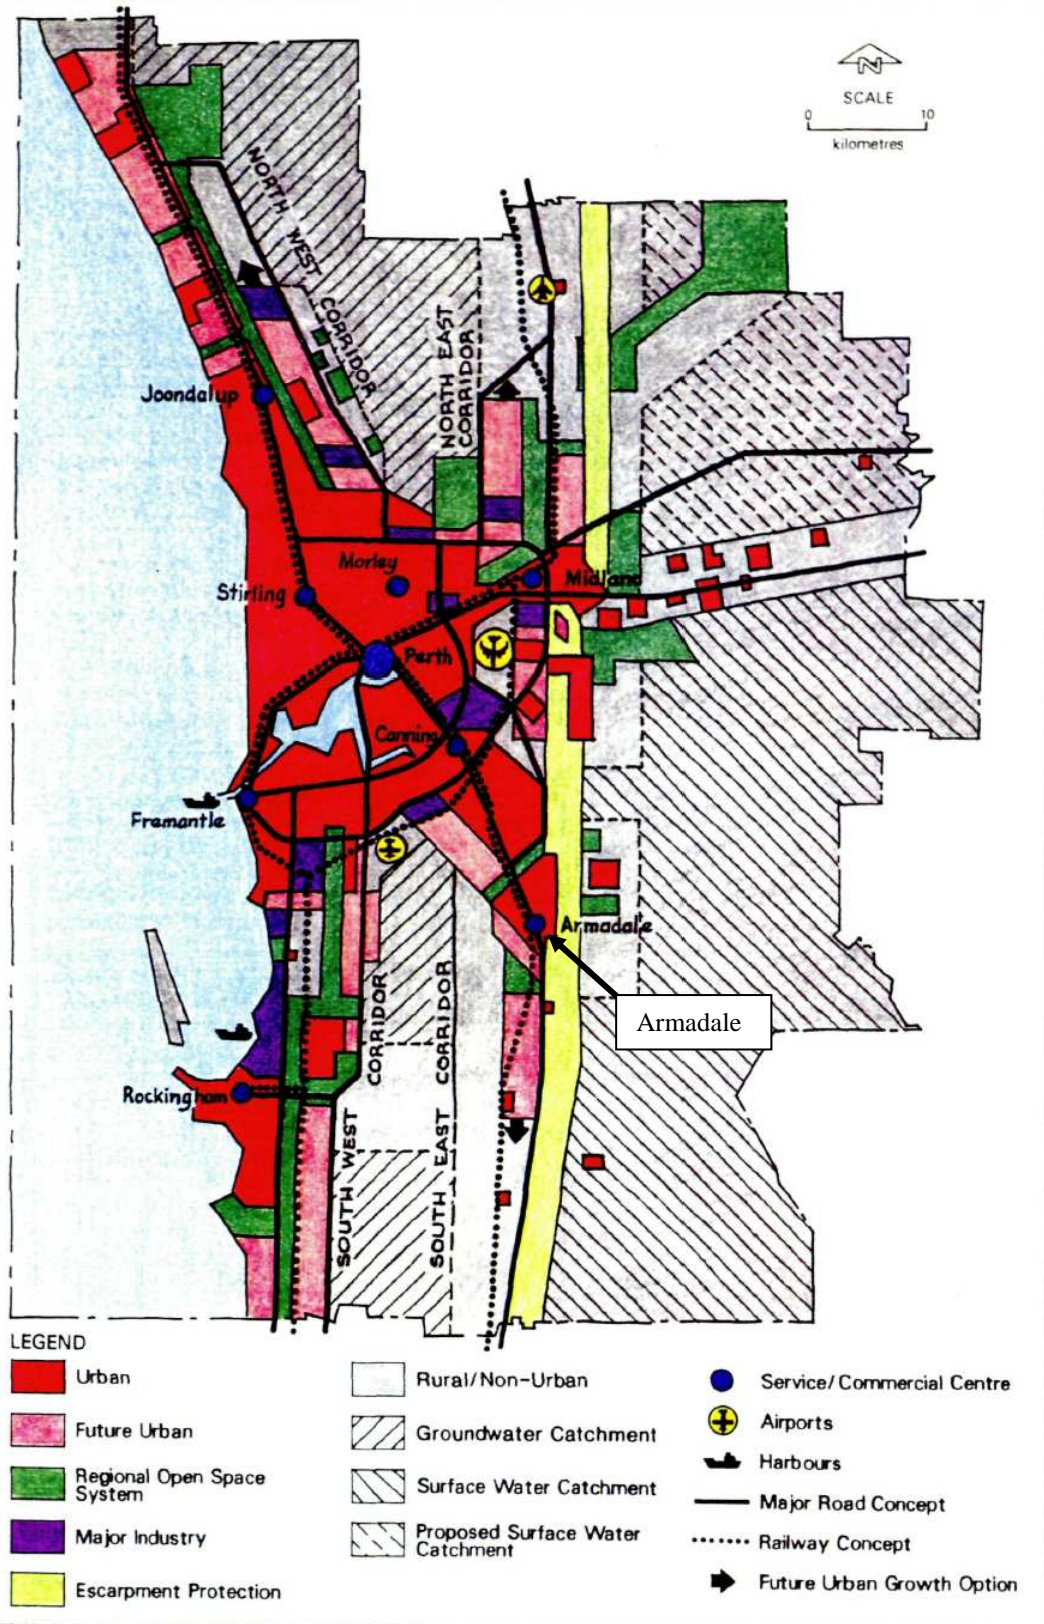 N
SCALE
0 10
kilometres
NORTH WEST CORRIDOR
NORTH EAST
CORRIDOR
Joondalup
Morley
Midland
Stirling
Perth
Canning
Fremantle
Armadale
Armadale
Rockingham
SOUTH WEST CORRIDOR
SOUTH EAST CORRIDOR
LEGEND
Urban
Future Urban
Regional Open Space
System
Major Industry
Escarpment Protection
Rural/Non-Urban
Groundwater Catchment
Surface Water Catchment
Proposed Surface Water
Catchment
Service/Commercial Centre
Airports
Harbours
Major Road Concept
Railway Concept
Future Urban Growth Option